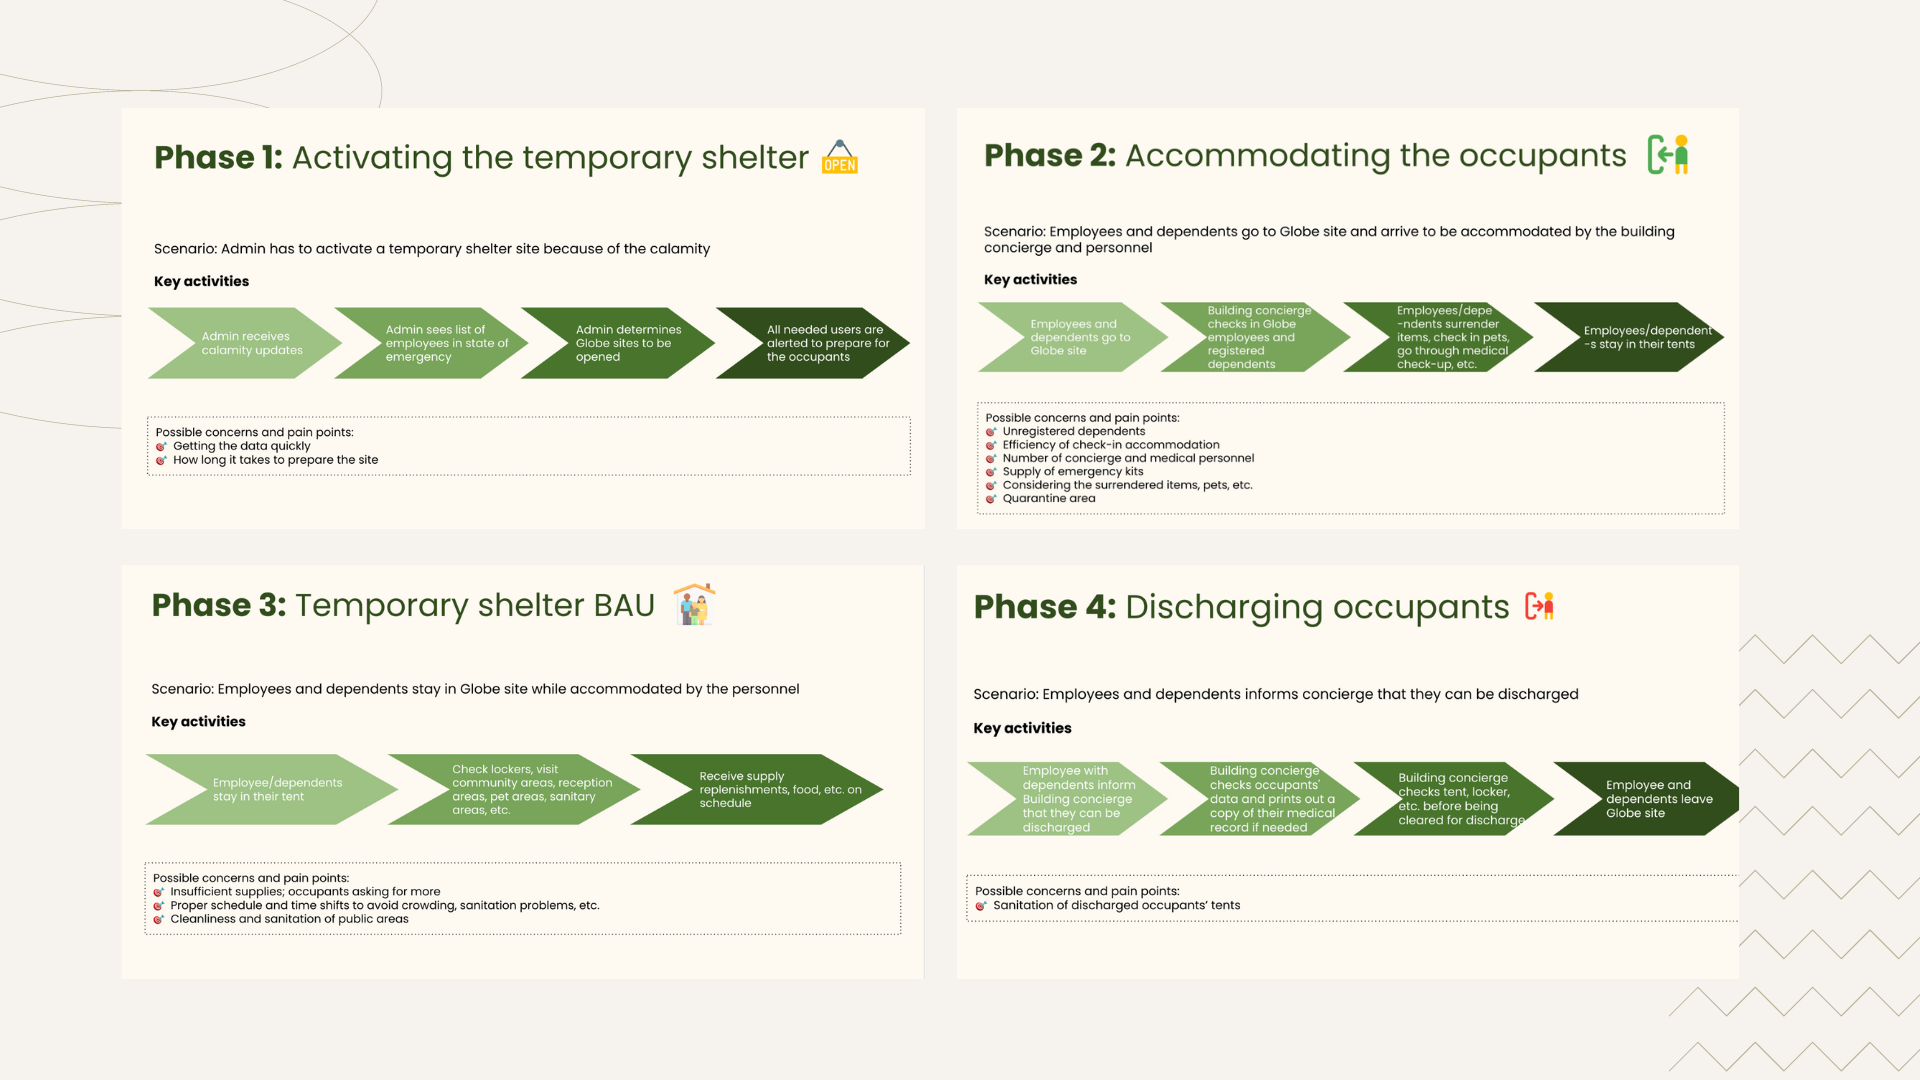 Phase 1: Activating the temporary shelter
OPEN
Scenario: Admin has to activate a temporary shelter site because of the calamity
Key activities
Admin receives
calamity updates
Admin sees list of
employees in state of
emergency
Admin determines
Globe sites to be
opened
All needed users are
alerted to prepare for
the occupants
Possible concerns and pain points:
Getting the data quickly
How long it takes to prepare the site
Phase 2: Accommodating the occupants
Scenario: Employees and dependents go to Globe site and arrive to be accommodated by the building
concierge and personnel
Key activities
Employees and
dependents go to
Globe site
Building concierge
checks in Globe
employees and
registered
dependents
Employees/depe
-ndents surrender
items, check in pets,
go through medical
check-up, etc.
Employees/dependent
-s stay in their tents
Possible concerns and pain points:
Unregistered dependents
Efficiency of check-in accommodation
Number of concierge and medical personnel
Supply of emergency kits
Considering the surrendered items, pets, etc.
Quarantine area
Phase 3: Temporary shelter BAU
Scenario: Employees and dependents stay in Globe site while accommodated by the personnel
Key activities
Employee/dependents
stay in their tent
Check lockers, visit
community areas, reception
areas, pet areas, sanitary
areas, etc.
Receive supply
replenishments, food, etc. on
schedule
Possible concerns and pain points:
Insufficient supplies; occupants asking for more
Proper schedule and time shifts to avoid crowding, sanitation problems, etc.
Cleanliness and sanitation of public areas
Phase 4: Discharging occupants
Scenario: Employees and dependents informs concierge that they can be discharged
Key activities
Employee with
dependents inform
Building concierge
that they can be
discharged
Building concierge
checks occupants'
data and prints out a
copy of their medical
record if needed
Building concierge
checks tent, locker,
etc. before being
cleared for discharge
Employee and
dependents leave
Globe site
Possible concerns and pain points:
Sanitation of discharged occupants’ tents